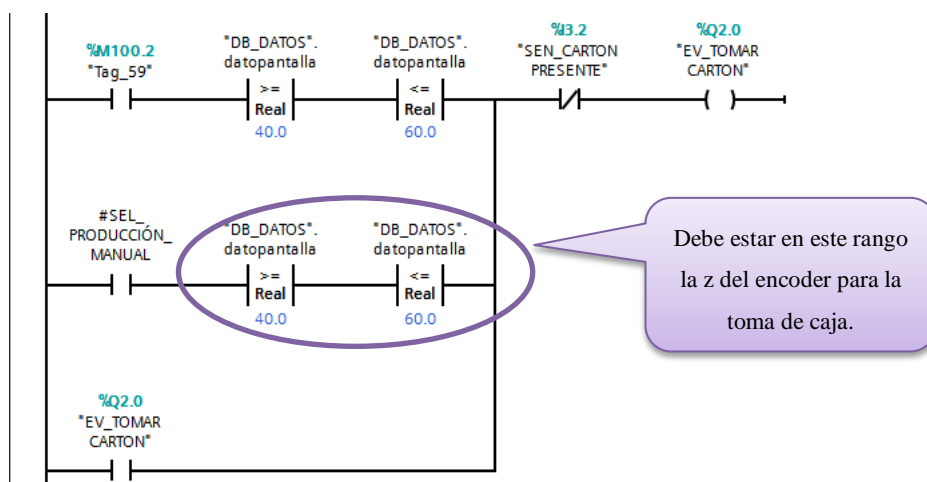 %M100.2
"Tag_59"
"DB_DATOS".
datopantalla
>=
Real
40.0
"DB_DATOS".
datopantalla
<=
Real
60.0
%I3.2
"SEN_CARTON
PRESENTE"
%Q2.0
"EV_TOMAR
CARTON"
#SEL_
PRODUCCIÓN_
MANUAL
"DB_DATOS".
datopantalla
>=
Real
40.0
"DB_DATOS".
datopantalla
<=
Real
60.0
Debe estar en este rango
la z del encoder para la
toma de caja.
%Q2.0
"EV_TOMAR
CARTON"